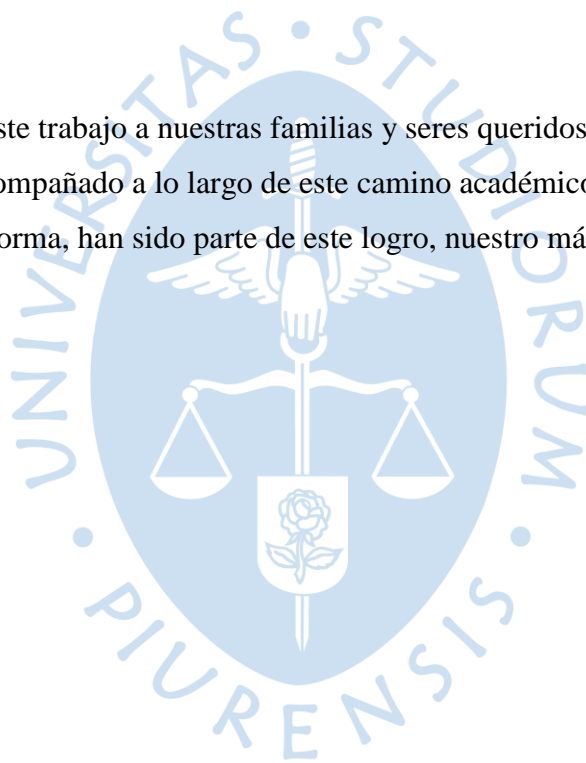 ste trabajo a nuestras familias y seres queridos
ompañado a lo largo de este camino académico
orma, han sido parte de este logro, nuestro má
UNIVERSITAS • STUDIORUM • PIURENSIS •